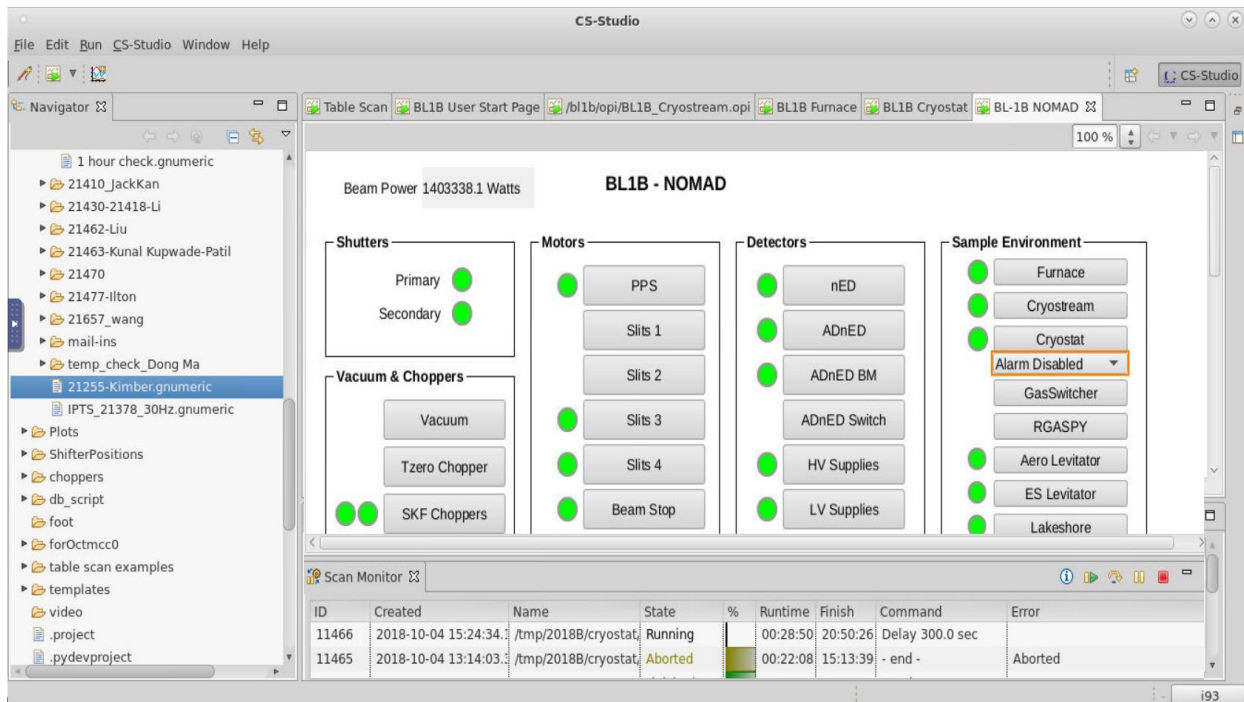 CS-Studio
File Edit Run CS-Studio Window Help
CS-Studio
Navigator
1 hour check.gnumeric
21410_JackKan
21430-21418-Li
21462-Liu
21463-Kunal Kupwade-Patil
21470
21477-Ilton
21657_wang
mail-ins
temp_check_Dong Ma
21255-Kimber.gnumeric
IPTS_21378_30Hz.gnumeric
Plots
ShifterPositions
choppers
db_script
foot
forOctmcc0
table scan examples
templates
video
.project
.pydevproject
Table Scan BL1B User Start Page /bl1b/opi/BL1B_Cryostream.opi BL1B Furnace BL1B Cryostat BL-1B NOMAD
100 %
Beam Power 1403338.1 Watts
BL1B - NOMAD
Shutters
Primary
Secondary
Vacuum & Choppers
Vacuum
Tzero Chopper
SKF Choppers
Motors
PPS
Slits 1
Slits 2
Slits 3
Slits 4
Beam Stop
Detectors
nED
ADnED
ADnED BM
ADnED Switch
HV Supplies
LV Supplies
Sample Environment
Furnace
Cryostream
Cryostat
Alarm Disabled
GasSwitcher
RGASPY
Aero Levitator
ES Levitator
Lakeshore
Scan Monitor
ID Created Name State % Runtime Finish Command Error
11466 2018-10-04 15:24:34. /tmp/2018B/cryostat, Running 00:28:50 20:50:26 Delay 300.0 sec
11465 2018-10-04 13:14:03. /tmp/2018B/cryostat, Aborted 00:22:08 15:13:39 - end - Aborted
i93